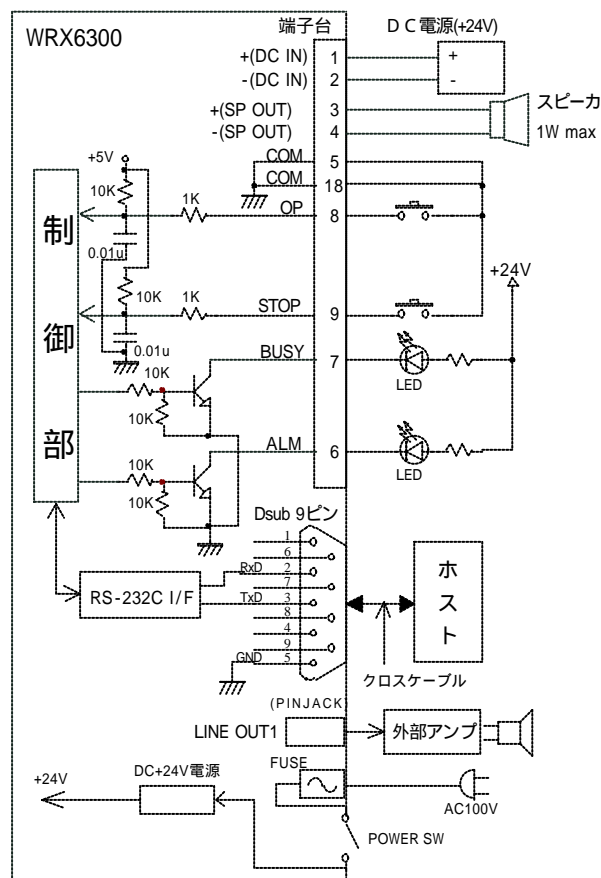 WRX6300
端子台
DC電源(+24V)
+(DC IN) 1 +
-(DC IN) 2 -
+(SP OUT) 3 スピーカ
-(SP OUT) 4 1W max
COM 5
+5V
COM 18
10K 1K OP 8
制
0.01u
+24V
10K 1K STOP 9
御
0.01u
BUSY 7
10K LED
10K
部
ALM 6
10K LED
10K
Dsub 9ピン
1
6
RxD 2
7
RS-232C I/F TxD 3
8
4
9
GND 5
ホスト
クロスケーブル
(PINJACK)
LINE OUT1 外部アンプ
FUSE
+24V DC+24V電源
AC100V
POWER SW